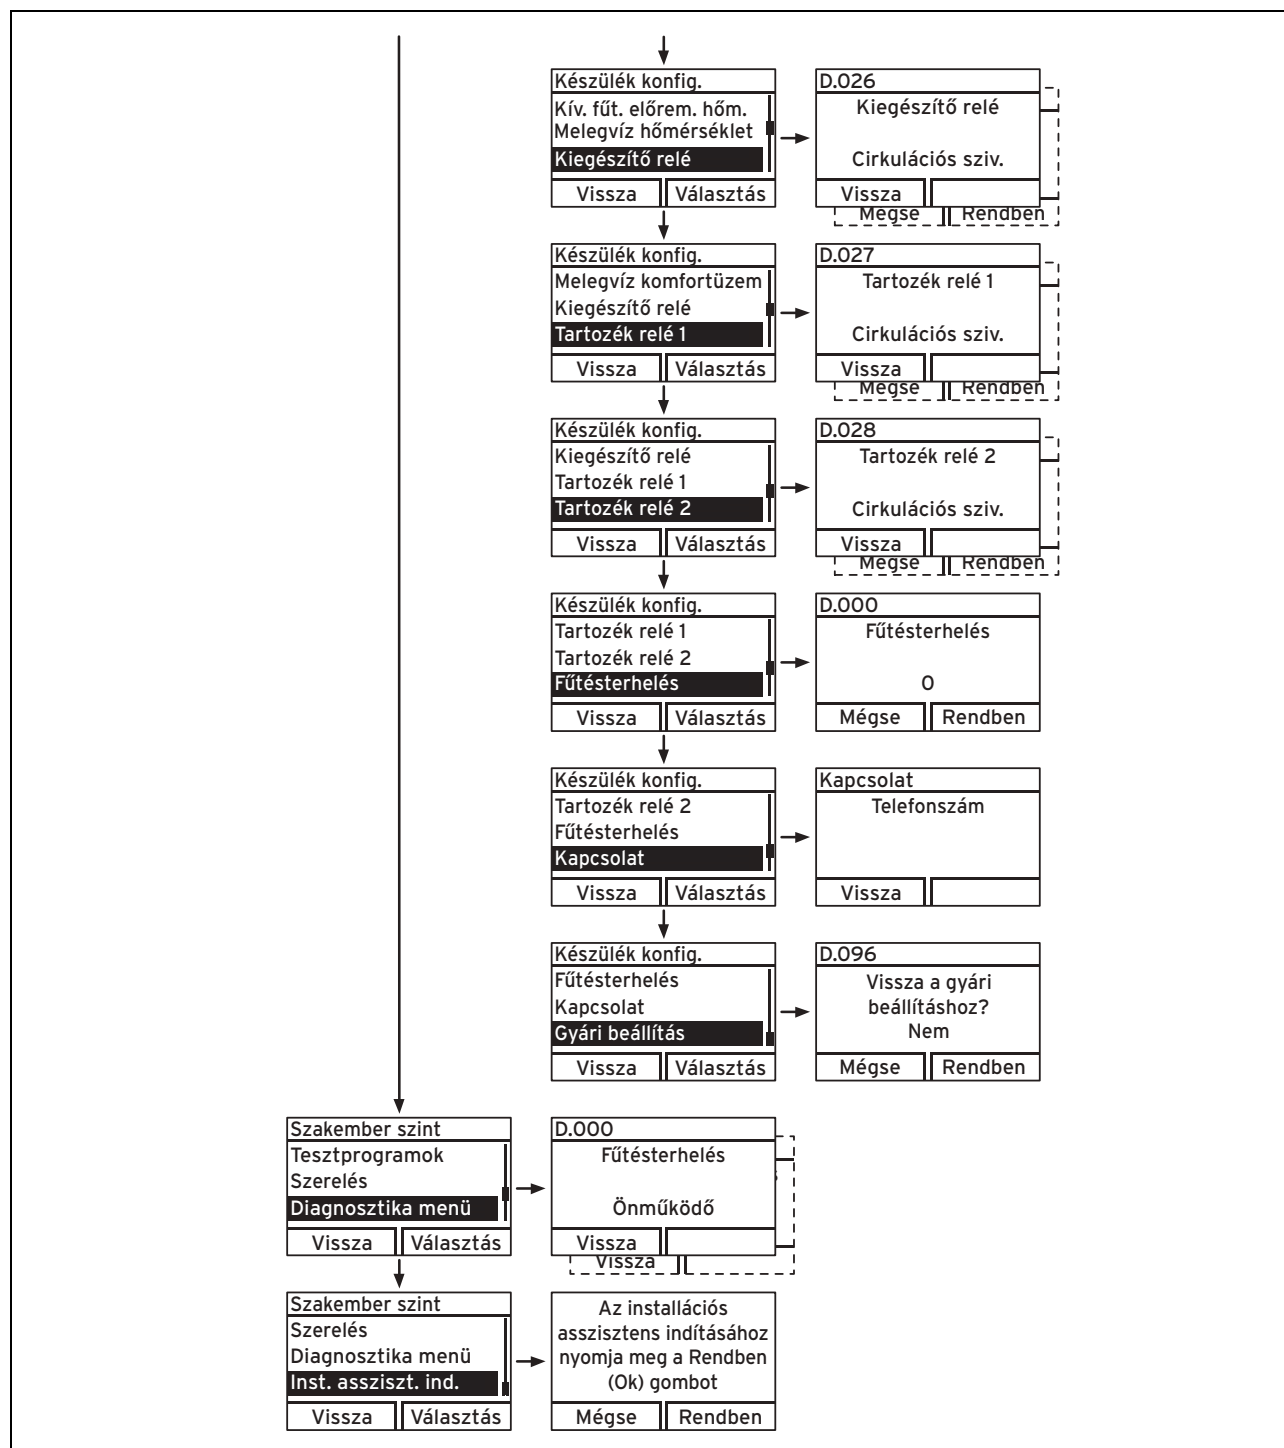 Készülék konfig.
Kív. fűt. előrem. hőm.
Melegvíz hőmérséklet
Kiegészítő relé
Vissza Választás
D.026
Kiegészítő relé
Cirkulációs sziv.
Vissza
Mégse Rendben
Készülék konfig.
Melegvíz komfortüzem
Kiegészítő relé
Tartozék relé 1
Vissza Választás
D.027
Tartozék relé 1
Cirkulációs sziv.
Vissza
Mégse Rendben
Készülék konfig.
Kiegészítő relé
Tartozék relé 1
Tartozék relé 2
Vissza Választás
D.028
Tartozék relé 2
Cirkulációs sziv.
Vissza
Mégse Rendben
Készülék konfig.
Tartozék relé 1
Tartozék relé 2
Fűtésterhelés
Vissza Választás
D.000
Fűtésterhelés
0
Mégse Rendben
Készülék konfig.
Tartozék relé 2
Fűtésterhelés
Kapcsolat
Vissza Választás
Kapcsolat
Telefonszám
Vissza
Készülék konfig.
Fűtésterhelés
Kapcsolat
Gyári beállítás
Vissza Választás
D.096
Vissza a gyári
beállításhoz?
Nem
Mégse Rendben
Szakember szint
Tesztprogramok
Szerelés
Diagnosztika menü
Vissza Választás
D.000
Fűtésterhelés
Önműködő
Vissza
Vissza
Szakember szint
Szerelés
Diagnosztika menü
Inst. assziszt. ind.
Vissza Választás
Az installációs
asszisztens indításához
nyomja meg a Rendben
(Ok) gombot
Mégse Rendben